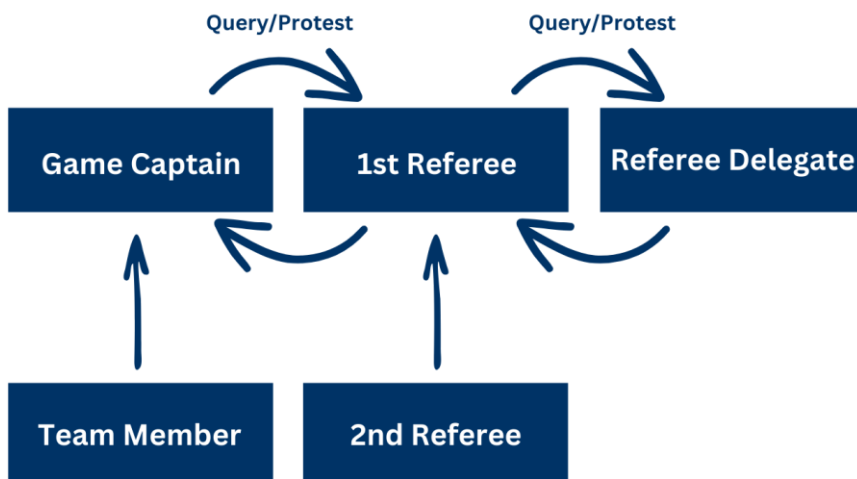 Query/Protest
Query/Protest
Game Captain
1st Referee
Referee Delegate
Team Member
2nd Referee